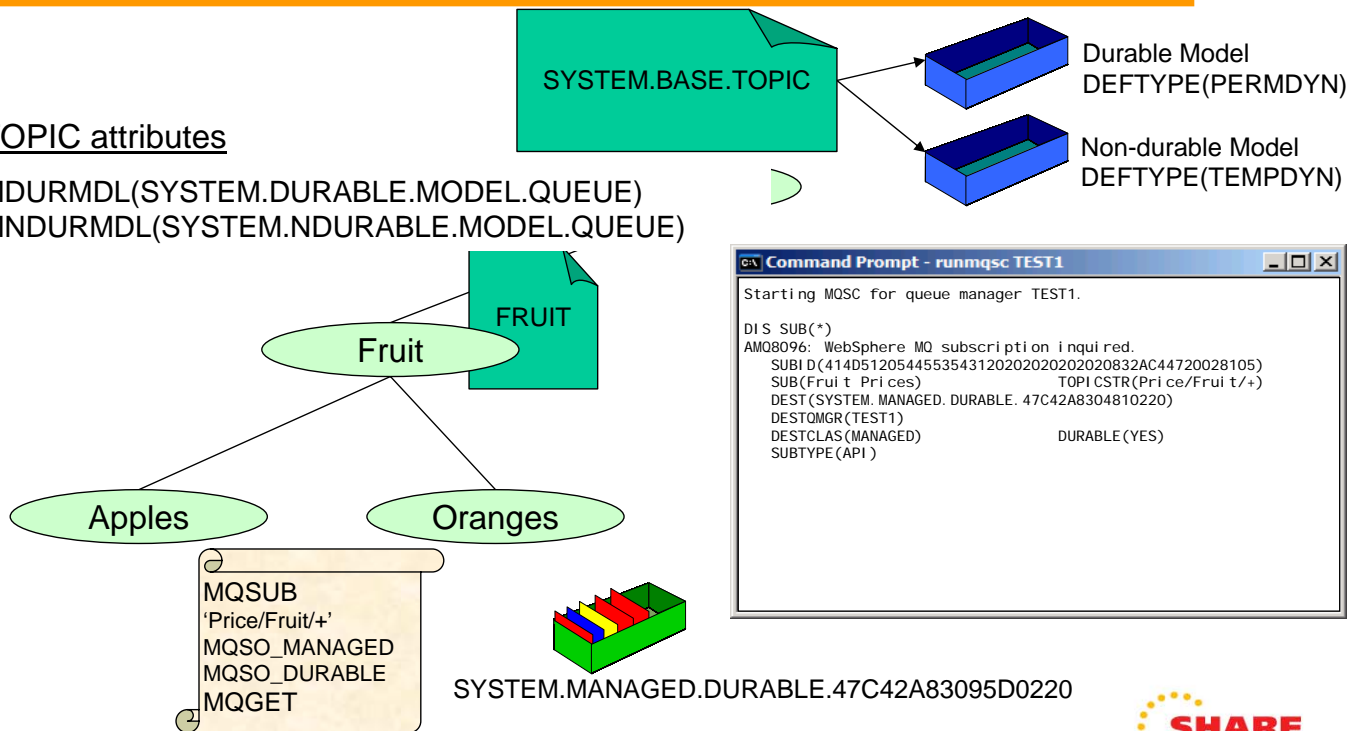 SYSTEM.BASE.TOPIC
Durable Model
DEFTYPE(PERMDYN)
Non-durable Model
DEFTYPE(TEMPDYN)
OPIC attributes
NDURMDL(SYSTEM.DURABLE.MODEL.QUEUE)
NNDURMDL(SYSTEM.NDURABLE.MODEL.QUEUE)
FRUIT
Fruit
Apples
Oranges
Command Prompt - runmqsc TEST1
Starting MQSC for queue manager TEST1.
DIS SUB(*)
AMQ8096: WebSphere MQ subscription inquired.
SUBID(414D5120544553543120202020202020832AC44720028105)
SUB(Fruit Prices) TOPICSTR(Price/Fruit/+)
DEST(SYSTEM.MANAGED.DURABLE.47C42A8304810220)
DESTQMGR(TEST1)
DESTCLAS(MANAGED) DURABLE(YES)
SUBTYPE(API)
MQSUB
‘Price/Fruit/+’
MQSO_MANAGED
MQSO_DURABLE
MQGET
SYSTEM.MANAGED.DURABLE.47C42A83095D0220
SHARE